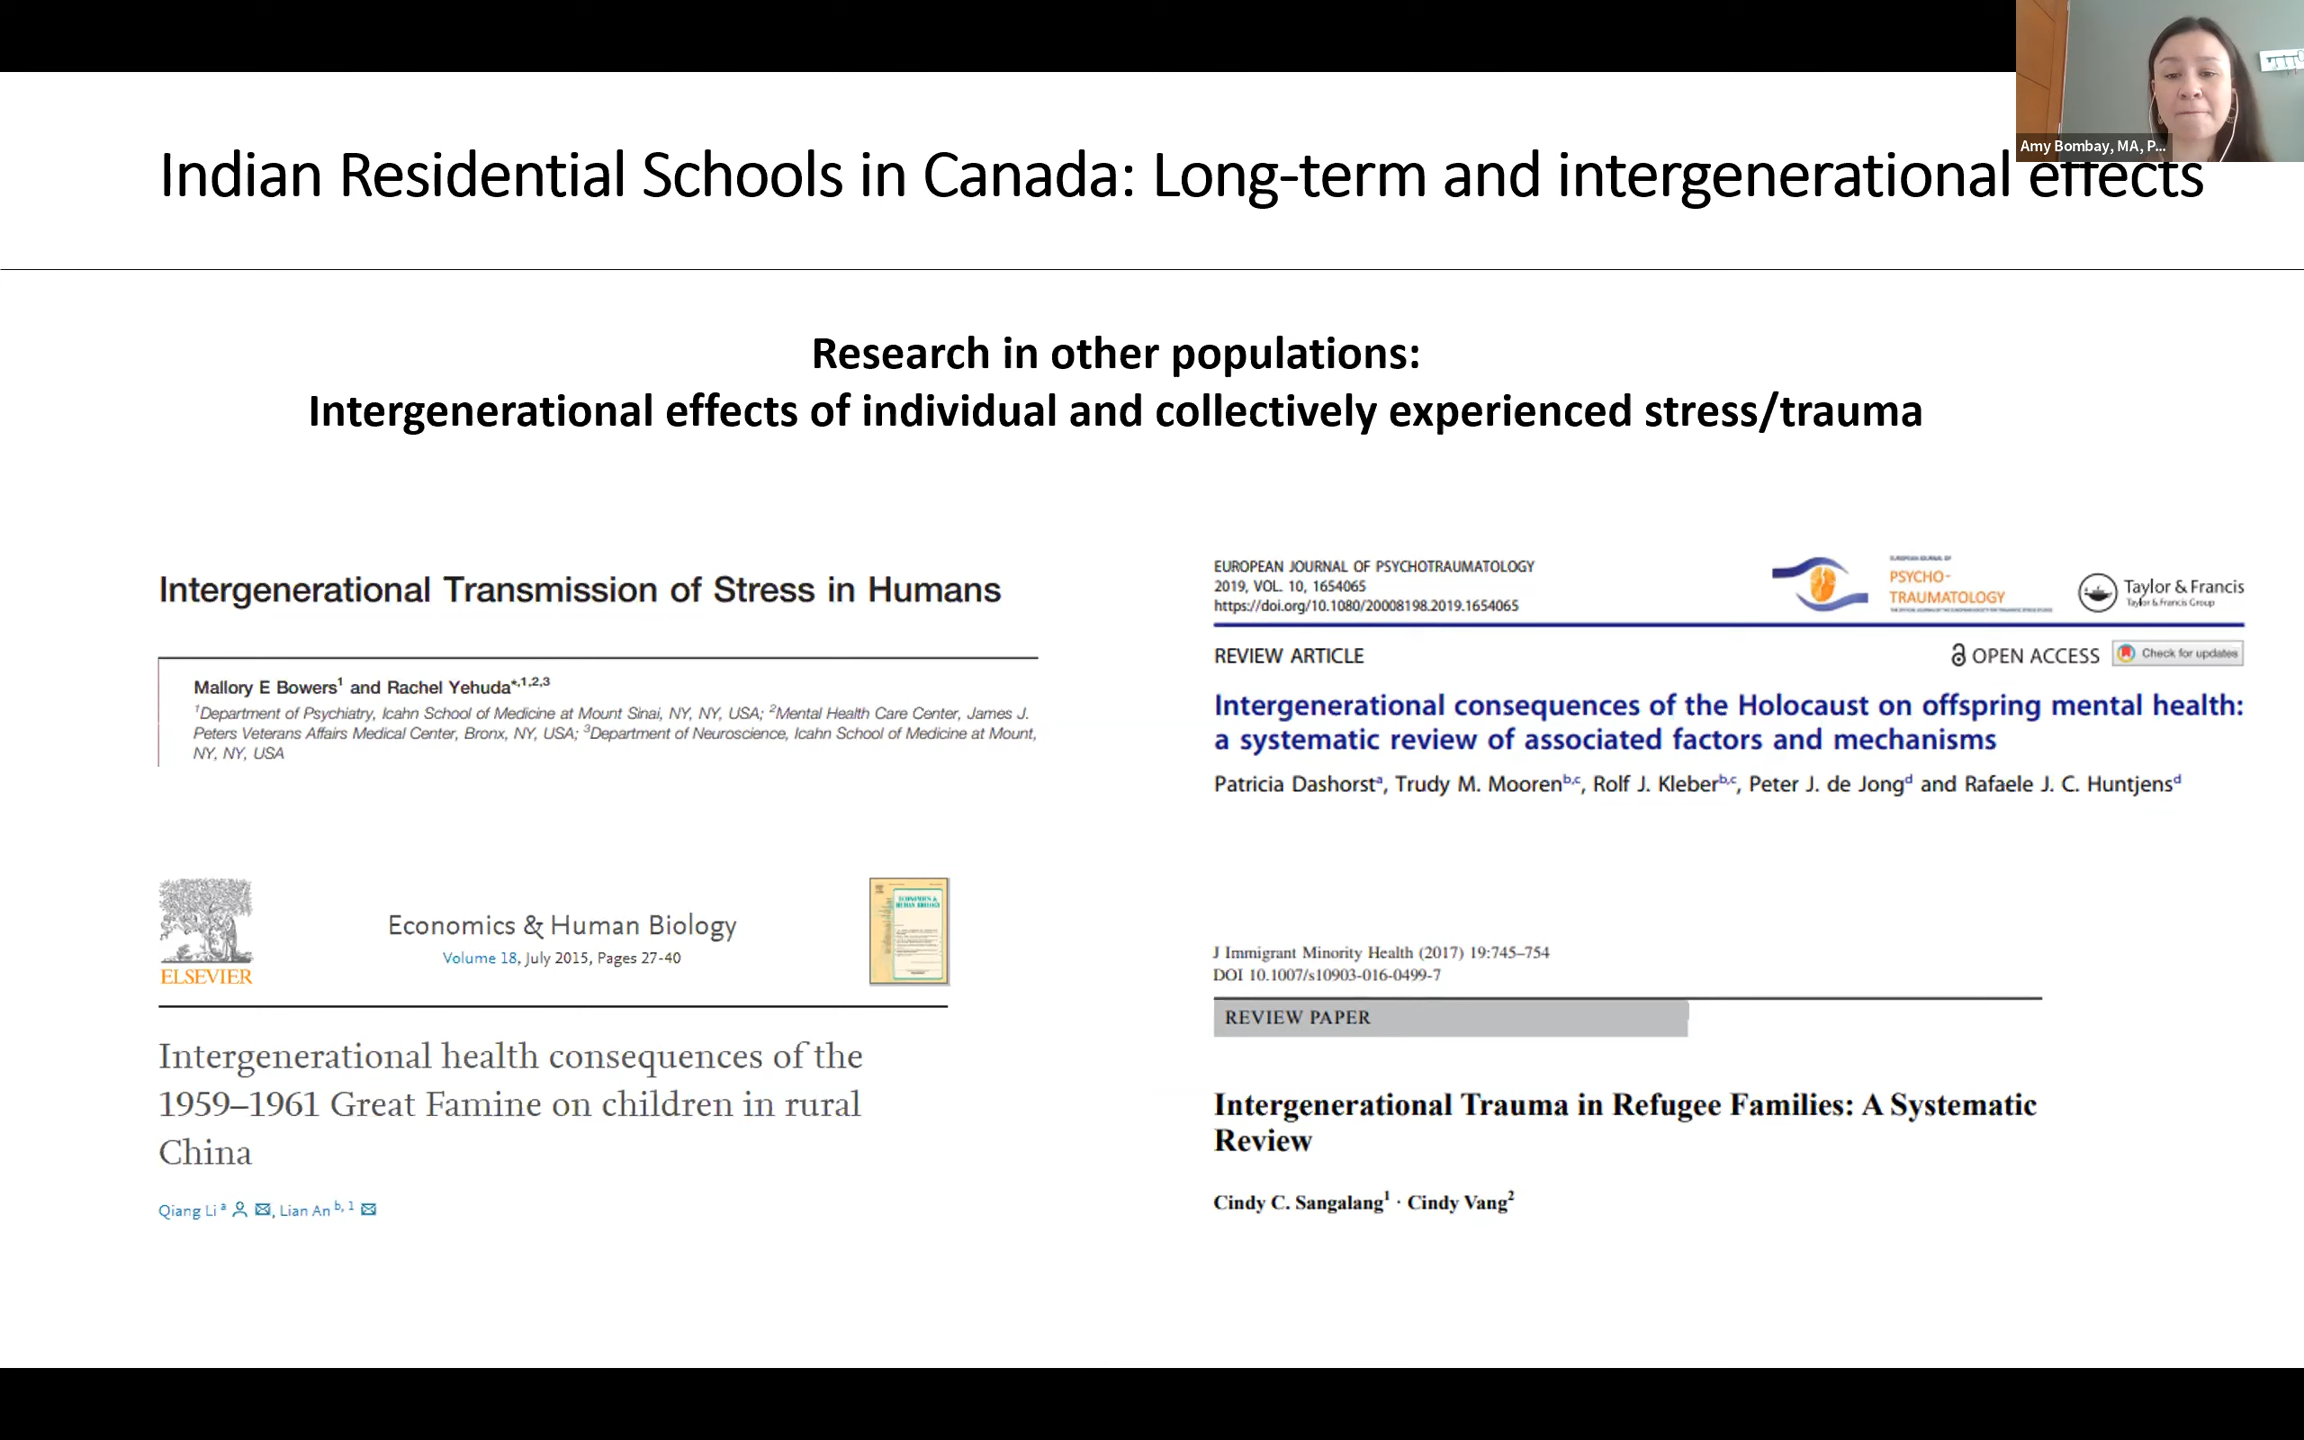 Amy Bombay, MA, P...
Indian Residential Schools in Canada: Long-term and intergenerational effects
Research in other populations:
Intergenerational effects of individual and collectively experienced stress/trauma
Intergenerational Transmission of Stress in Humans
Mallory E Bowers1 and Rachel Yehuda*,1,2,3
1Department of Psychiatry, Icahn School of Medicine at Mount Sinai, NY, NY, USA; 2Mental Health Care Center, James J.
Peters Veterans Affairs Medical Center, Bronx, NY, USA; 3Department of Neuroscience, Icahn School of Medicine at Mount,
NY, NY, USA
ELSEVIER
Economics & Human Biology
Volume 18, July 2015, Pages 27-40
ECONOMICS &
HUMAN BIOLOGY
Intergenerational health consequences of the
1959–1961 Great Famine on children in rural
China
Qiang Li a, Lian An b, 1
EUROPEAN JOURNAL OF PSYCHOTRAUMATOLOGY
2019, VOL. 10, 1654065
https://doi.org/10.1080/20008198.2019.1654065
EUROPEAN JOURNAL OF
PSYCHO-
TRAUMATOLOGY
Taylor & Francis
Taylor & Francis Group
REVIEW ARTICLE
OPEN ACCESS
Check for updates
Intergenerational consequences of the Holocaust on offspring mental health:
a systematic review of associated factors and mechanisms
Patricia Dashorsta, Trudy M. Moorenb,c, Rolf J. Kleberb,c, Peter J. de Jongd and Rafaele J. C. Huntjensd
J Immigrant Minority Health (2017) 19:745–754
DOI 10.1007/s10903-016-0499-7
REVIEW PAPER
Intergenerational Trauma in Refugee Families: A Systematic
Review
Cindy C. Sangalang1 · Cindy Vang2